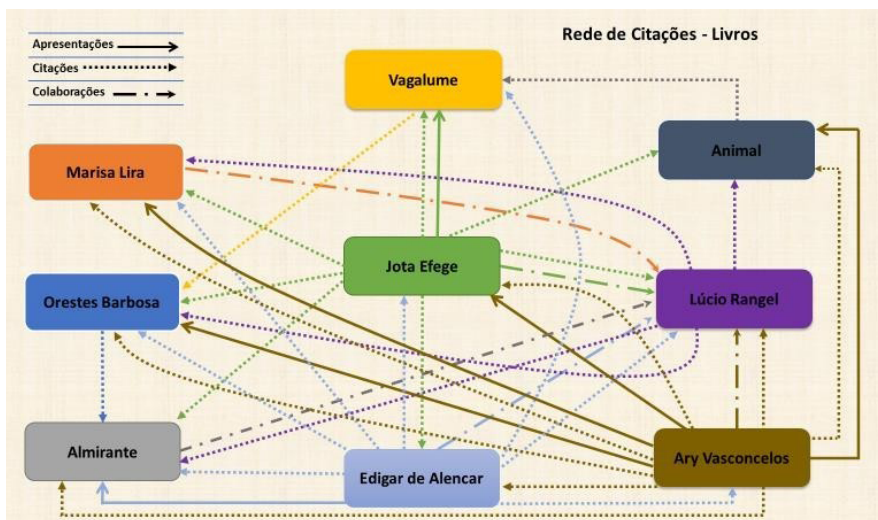 Rede de Citações - Livros
Apresentações
Citações
Colaborações
Vagalume
Animal
Marisa Lira
Jota Efege
Orestes Barbosa
Lúcio Rangel
Almirante
Edigar de Alencar
Ary Vasconcelos